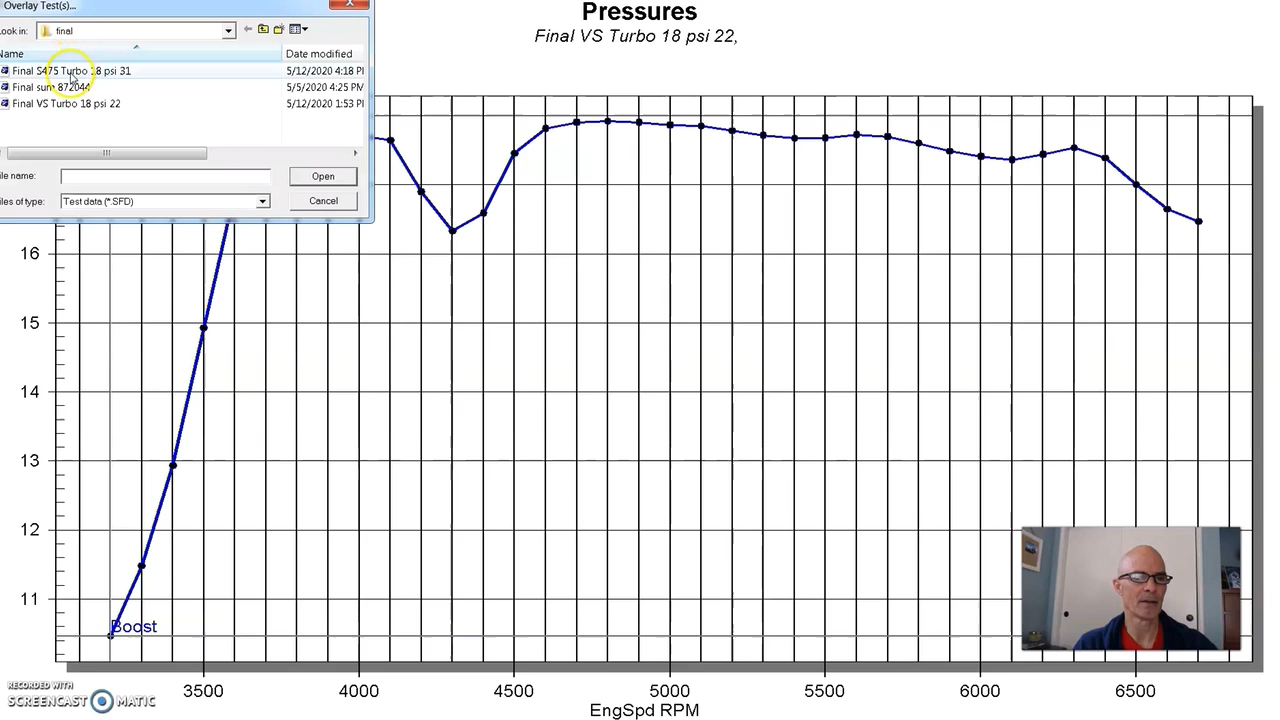 Overlay Test(s)...
Look in: final
Name
Date modified
Final S475 Turbo 18 psi 31 5/12/2020 4:18 PI
Final sum 872044 5/5/2020 4:25 PM
Final VS Turbo 18 psi 22 5/12/2020 1:53 PI
ile name:
Open
iles of type: Test data (*.SFD)
Cancel
Pressures
Final VS Turbo 18 psi 22,
16
15
14
13
12
11
Boost
3500
4000
4500
5000
5500
6000
6500
EngSpd RPM
RECORDED WITH
SCREENCAST MATIC